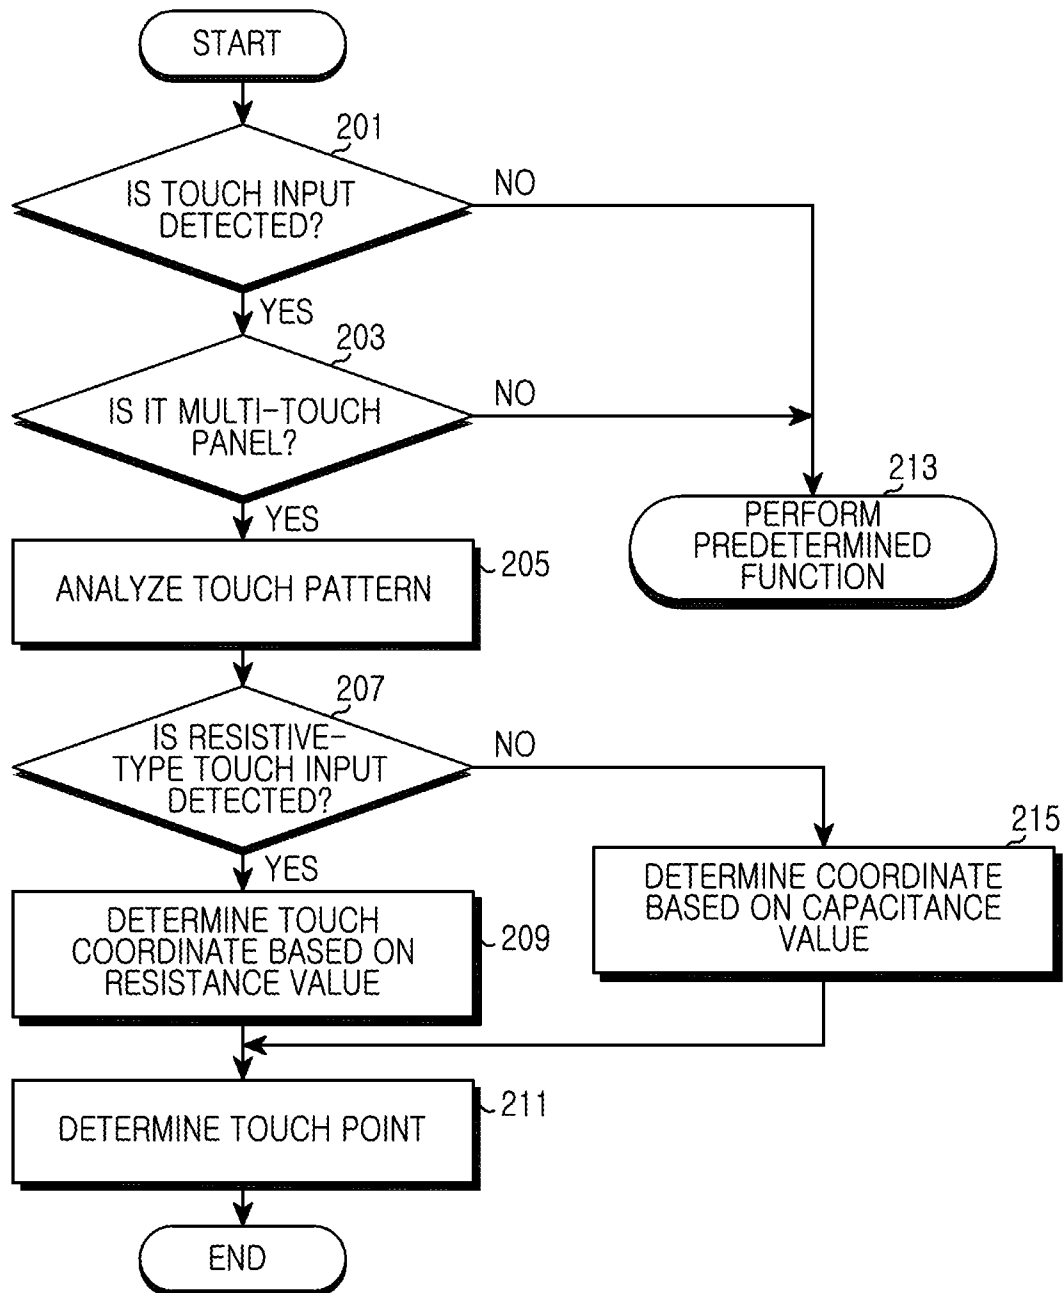 START
201
IS TOUCH INPUT
DETECTED?
NO
YES
203
IS IT MULTI-TOUCH
PANEL?
NO
YES
213
PERFORM
PREDETERMINED
FUNCTION
ANALYZE TOUCH PATTERN
205
207
IS RESISTIVE-
TYPE TOUCH INPUT
DETECTED?
NO
YES
215
DETERMINE COORDINATE
BASED ON CAPACITANCE
VALUE
DETERMINE TOUCH
COORDINATE BASED ON
RESISTANCE VALUE
209
DETERMINE TOUCH POINT
211
END